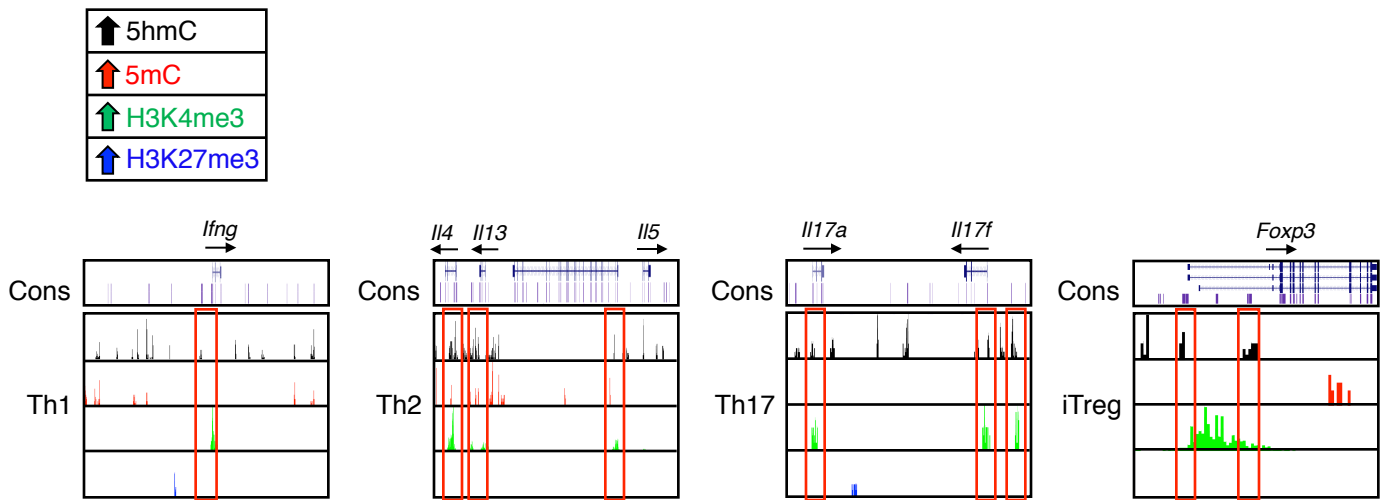 5hmC
5mC
H3K4me3
H3K27me3
Ifng
Il4 Il13 Il5
Il17a Il17f
Foxp3
Cons Cons Cons Cons
Th1 Th2 Th17 iTreg